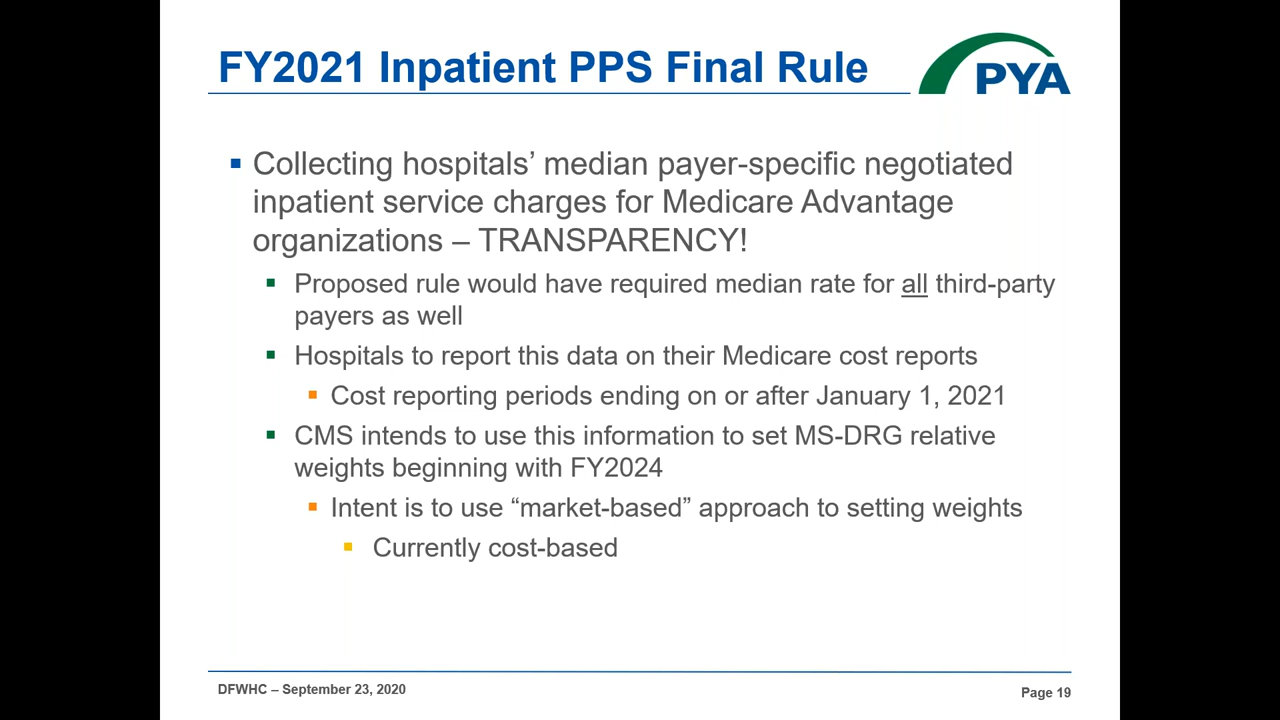 FY2021 Inpatient PPS Final Rule
PYA
Collecting hospitals’ median payer-specific negotiated
inpatient service charges for Medicare Advantage
organizations – TRANSPARENCY!
Proposed rule would have required median rate for all third-party
payers as well
Hospitals to report this data on their Medicare cost reports
Cost reporting periods ending on or after January 1, 2021
CMS intends to use this information to set MS-DRG relative
weights beginning with FY2024
Intent is to use “market-based” approach to setting weights
Currently cost-based
DFWHC – September 23, 2020
Page 19